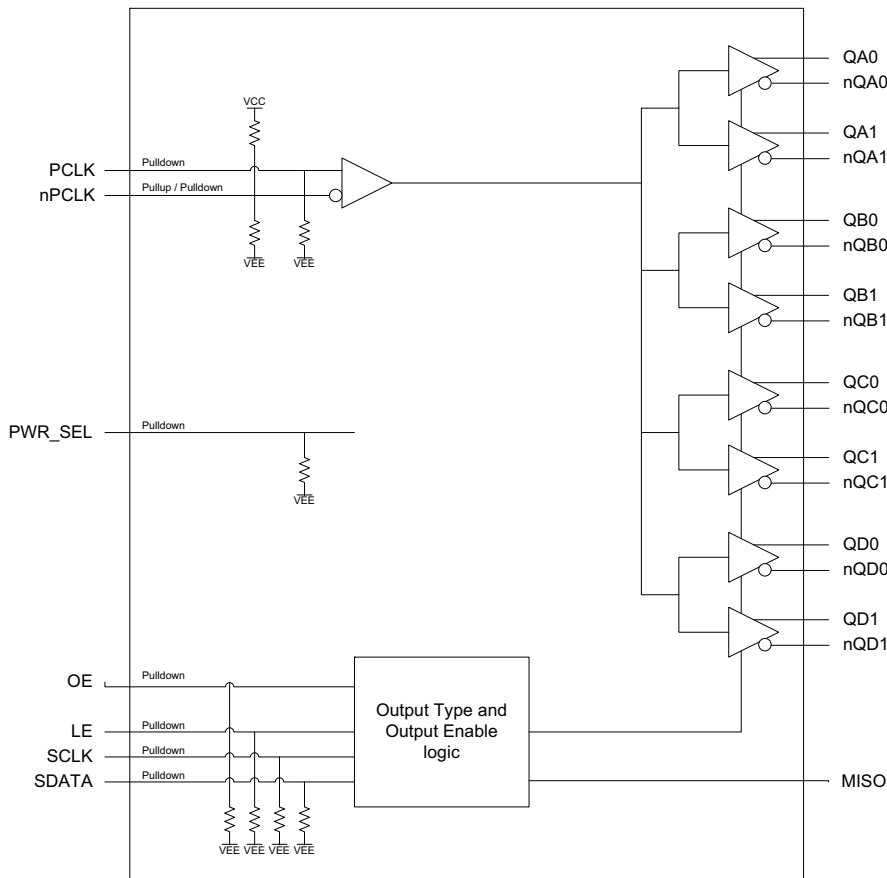 QA0
nQA0
VCC
QA1
PCLK
Pulldown
nQA1
nPCLK
Pullup / Pulldown
QB0
nQB0
VEE
VEE
QB1
nQB1
QC0
nQC0
PWR_SEL
Pulldown
QC1
nQC1
VEE
QD0
nQD0
QD1
nQD1
OE
Pulldown
Output Type and
Output Enable
logic
LE
Pulldown
SCLK
Pulldown
SDATA
Pulldown
MISO
VEE
VEE
VEE
VEE